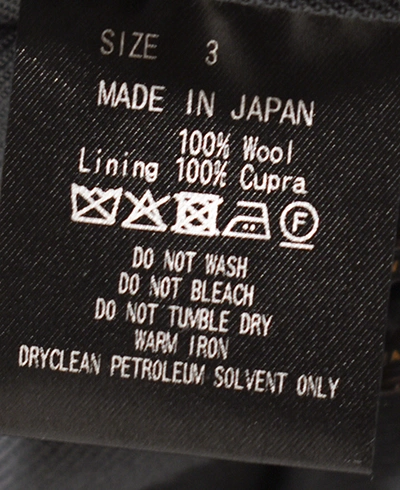 SIZE 3
MADE IN JAPAN
100% Wool
Lining 100% Cupra
F
DO NOT WASH
DO NOT BLEACH
DO NOT TUMBLE DRY
WARM IRON
DRYCLEAN PETROLEUM SOLVENT ONLY